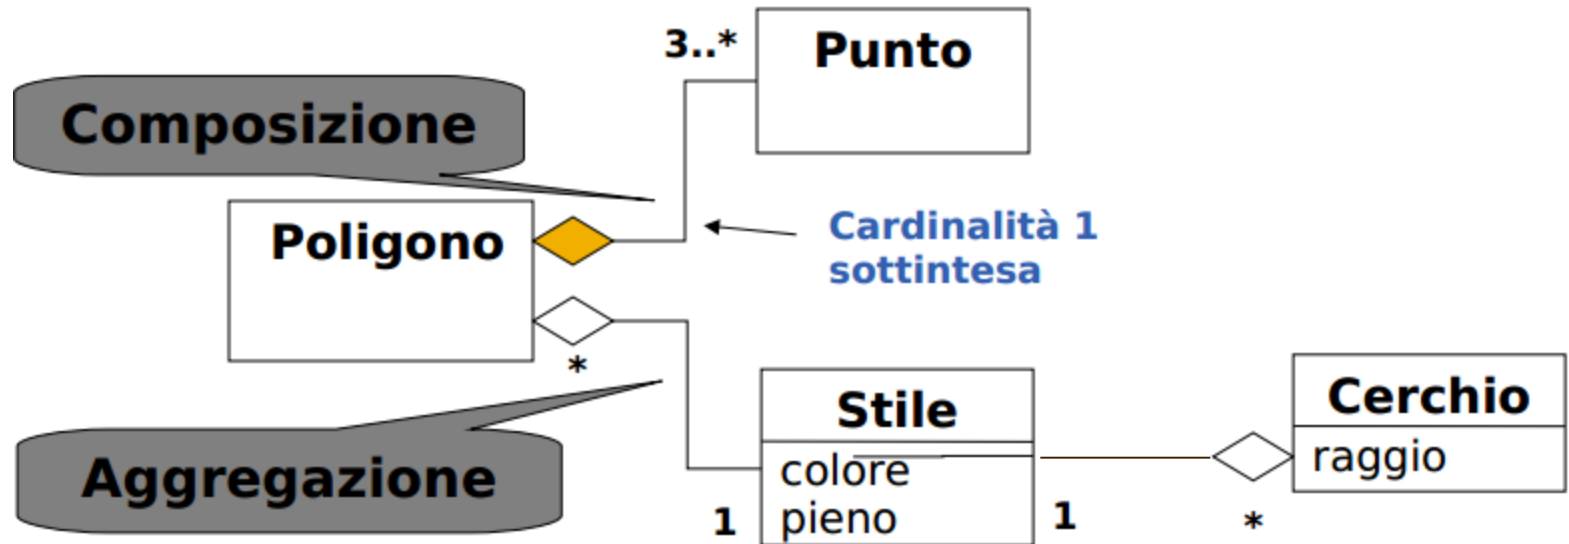 3..*
Punto
Composizione
Poligono
Cardinalità 1
sottintesa
*
Stile
colore
pieno
Cerchio
raggio
Aggregazione
1
1
*